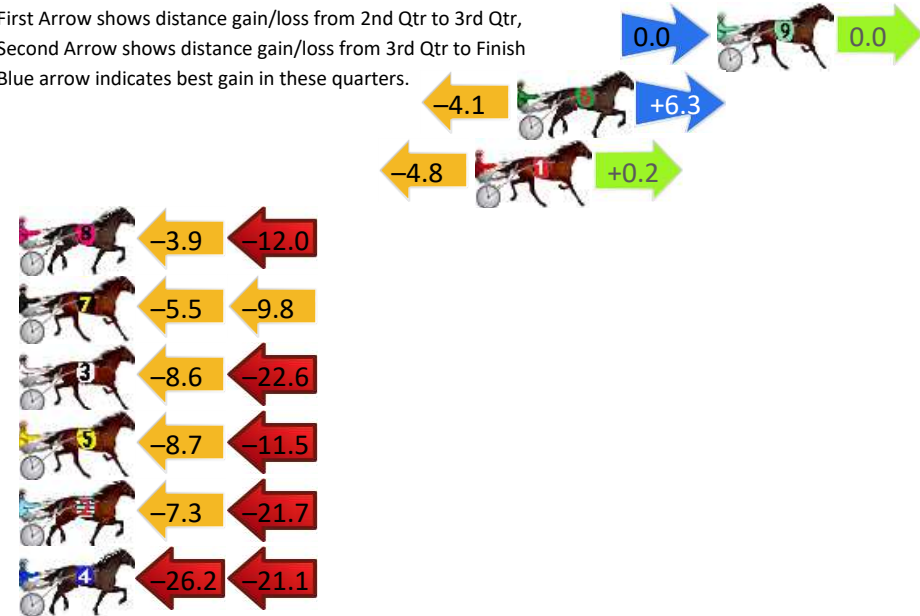 First Arrow shows distance gain/loss from 2nd Qtr to 3rd Qtr,
Second Arrow shows distance gain/loss from 3rd Qtr to Finish
Blue arrow indicates best gain in these quarters.
0.0 9 0.0
–4.1 6 +6.3
–4.8 1 +0.2
8 –3.9 –12.0
7 –5.5 –9.8
3 –8.6 –22.6
5 –8.7 –11.5
2 –7.3 –21.7
4 –26.2 –21.1